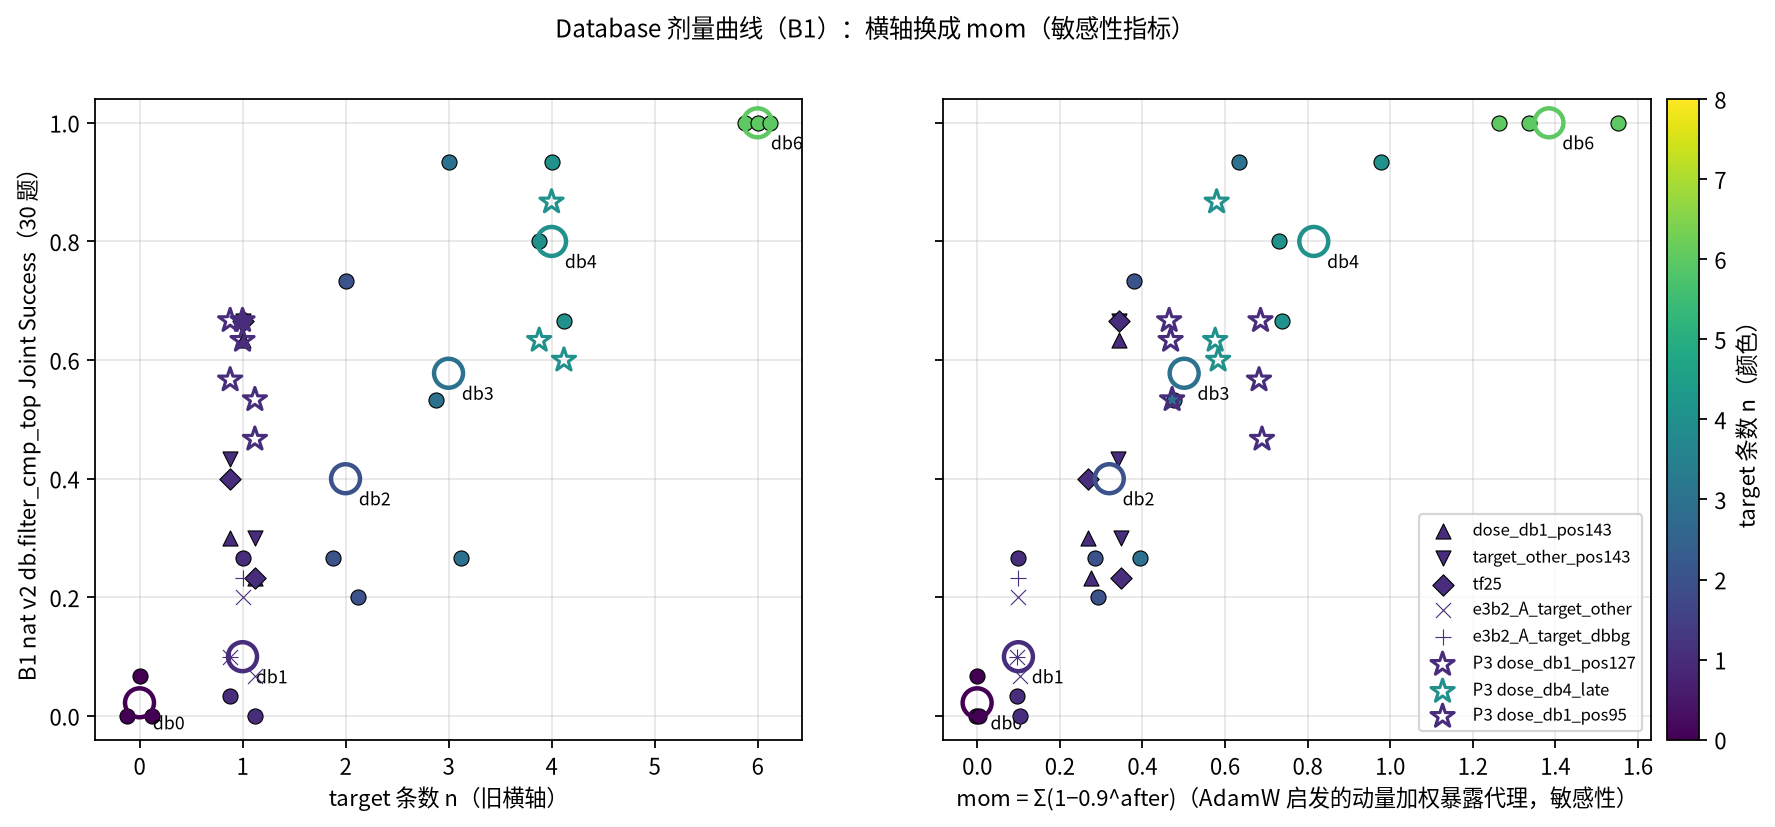 Database 剂量曲线（B1）：横轴换成 mom（敏感性指标）
B1 nat v2 db.filter_cmp_top Joint Success（30 题）
1.0
0.8
0.6
0.4
0.2
0.0
db6
db4
db3
db2
db1
db0
0 1 2 3 4 5 6
target 条数 n（旧横轴）
db6
db4
db3
db2
db1
db0
dose_db1_pos143
target_other_pos143
tf25
e3b2_A_target_other
e3b2_A_target_dbbg
P3 dose_db1_pos127
P3 dose_db4_late
P3 dose_db1_pos95
0.0 0.2 0.4 0.6 0.8 1.0 1.2 1.4 1.6
mom = Σ(1−0.9^after)（AdamW 启发的动量加权暴露代理，敏感性）
8
7
6
5
4
3
2
1
0
target 条数 n（颜色）